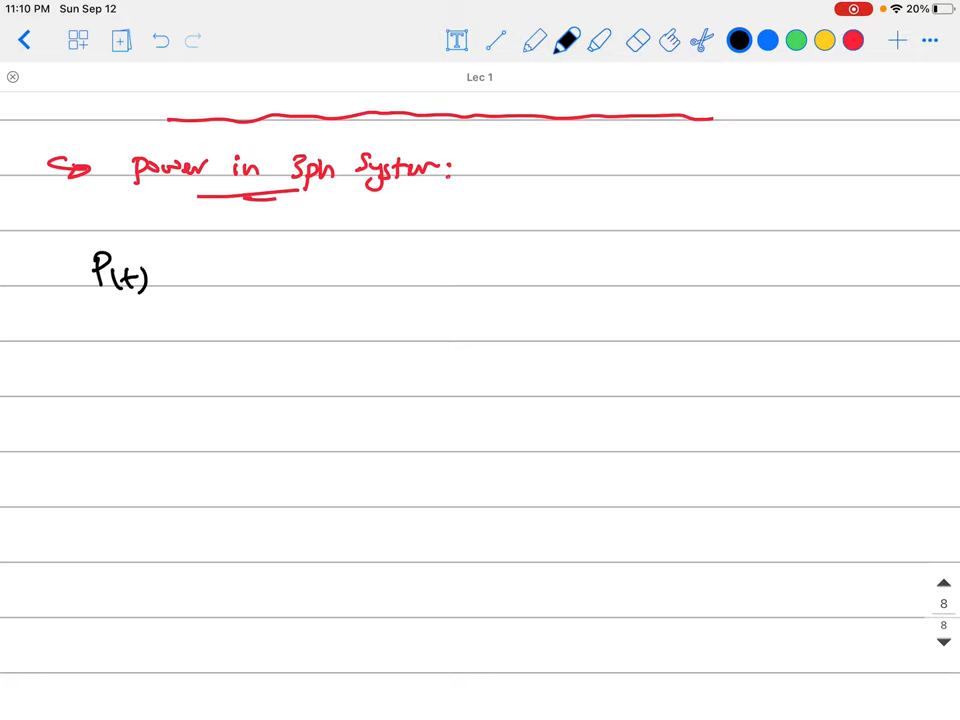 11:10 PM Sun Sep 12
20%
T
Lec 1
↪ power in 3ph System:
P(t)
8
8